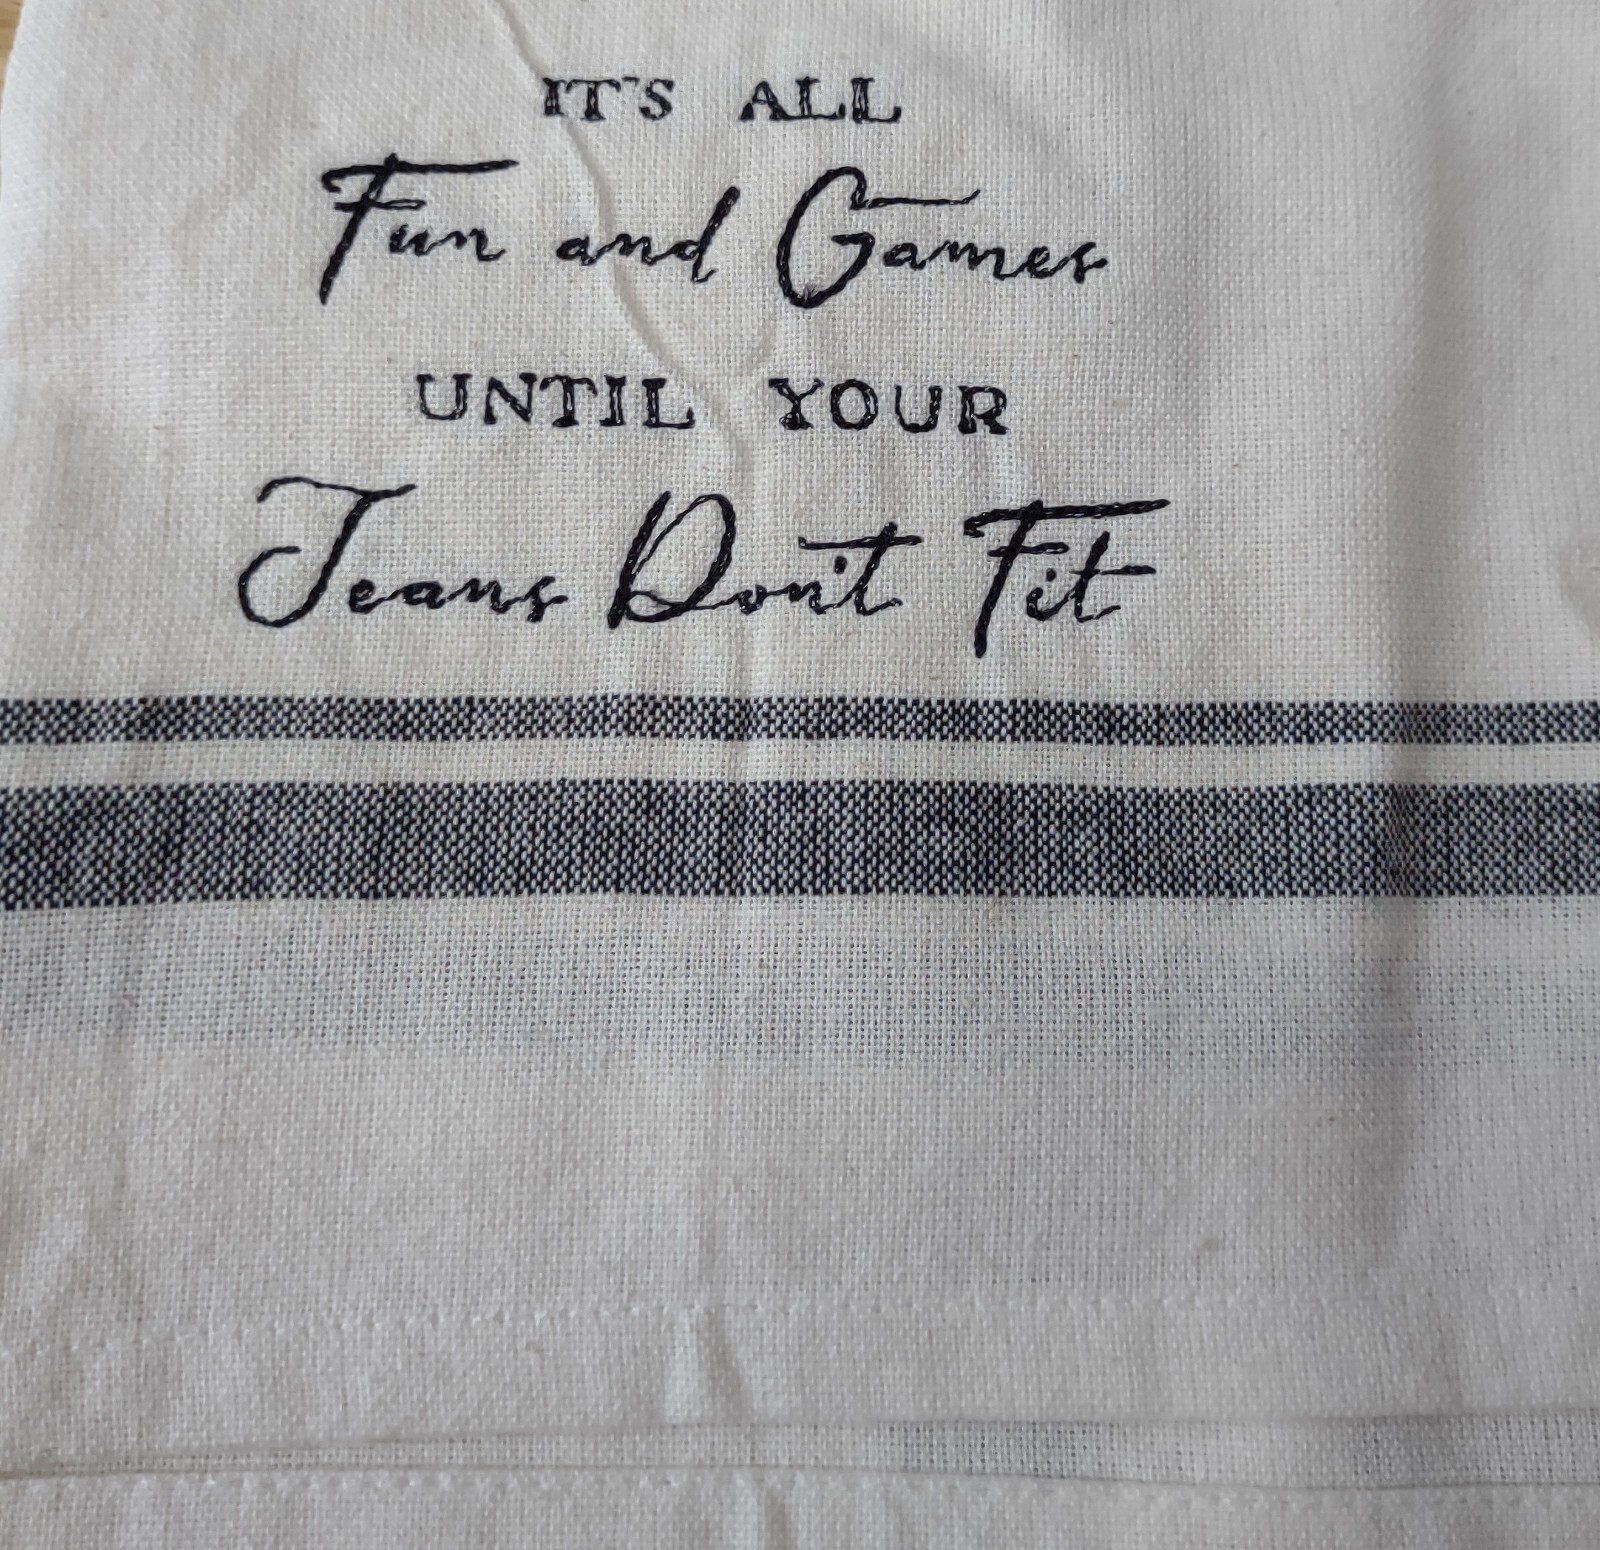 IT'S ALL
Fun and Games
UNTIL YOUR
Jeans Don't Fit